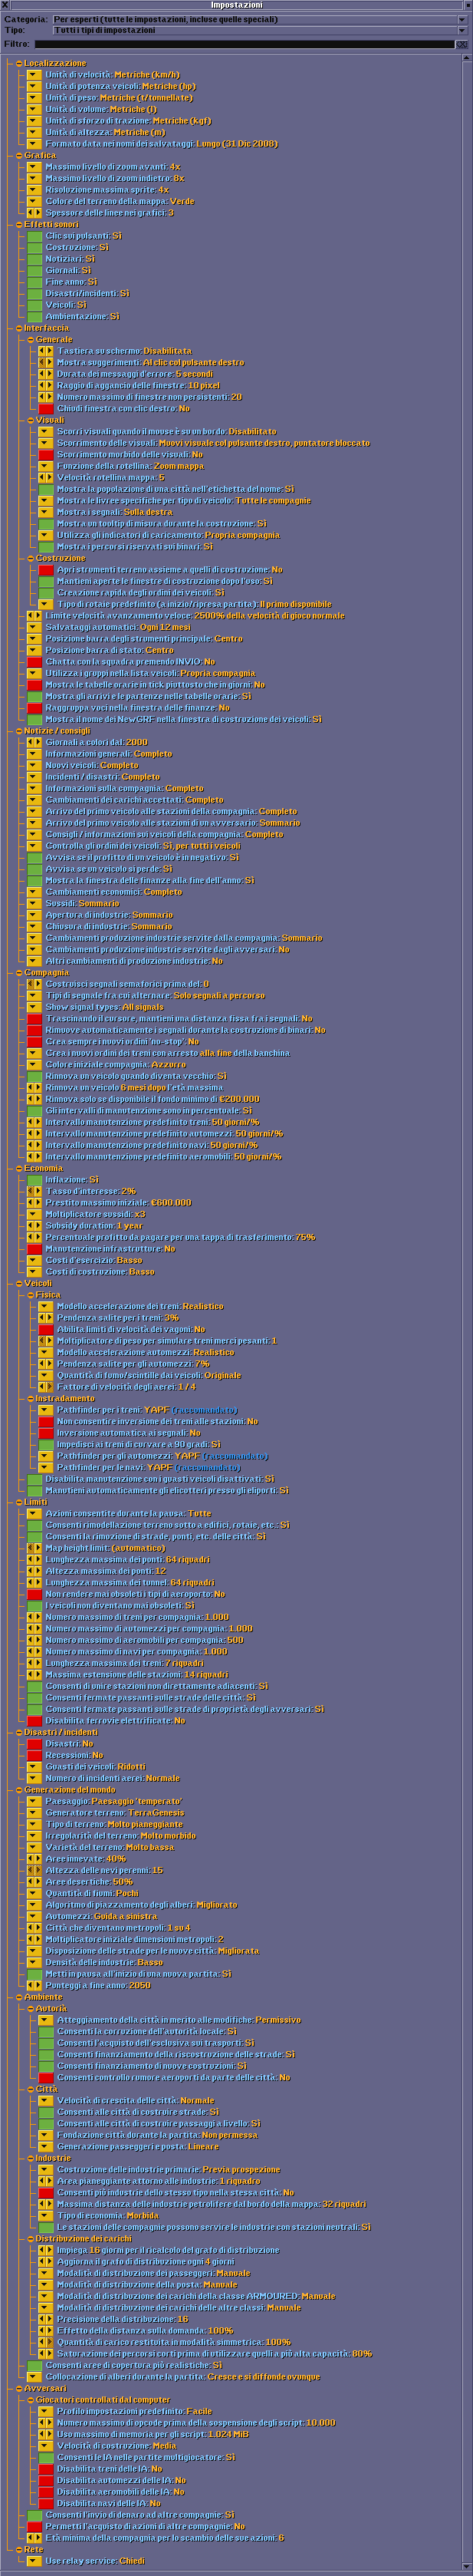 Impostazioni
Categoria: Per esperti (tutte le impostazioni, incluse quelle speciali)
Tipo: Tutti i tipi di impostazioni
Filtro:
Localizzazione
Unità di velocità: Metriche (km/h)
Unità di potenza veicoli: Metriche (hp)
Unità di peso: Metriche (t/tonnellate)
Unità di volume: Metriche (l)
Unità di sforzo di trazione: Metriche (kgf)
Unità di altezza: Metriche (m)
Formato data nei nomi dei salvataggi: Lungo (31 Dic 2008)
Grafica
Massimo livello di zoom avanti: 4x
Massimo livello di zoom indietro: 8x
Risoluzione massima sprite: 4x
Colore del terreno della mappa: Verde
Spessore delle linee nei grafici: 3
Effetti sonori
Clic sui pulsanti: Sì
Costruzione: Sì
Notiziari: Sì
Giornali: Sì
Fine anno: Sì
Disastri/incidenti: Sì
Veicoli: Sì
Ambientazione: Sì
Interfaccia
Generale
Tastiera su schermo: Disabilitata
Mostra suggerimenti: Al clic col pulsante destro
Durata dei messaggi d'errore: 5 secondi
Raggio di aggancio delle finestre: 10 pixel
Numero massimo di finestre non persistenti: 20
Chiudi finestra con clic destro: No
Visuali
Scorri visuale quando il mouse è su un bordo: Disabilitato
Scorrimento delle visuali: Muovi visuale col pulsante destro, puntatore bloccato
Scorrimento morbido delle visuali: No
Funzione della rotellina: Zoom mappa
Velocità rotellina mappa: 5
Mostra la popolazione di una città nell'etichetta del nome: Sì
Mostra le livree specifiche per tipo di veicolo: Tutte le compagnie
Mostra i segnali: Sulla destra
Mostra un tooltip di misura durante la costruzione: Sì
Utilizza gli indicatori di caricamento: Propria compagnia
Mostra i percorsi riservati sui binari: Sì
Costruzione
Apri strumenti terreno assieme a quelli di costruzione: No
Mantieni aperte le finestre di costruzione dopo l'uso: Sì
Creazione rapida degli ordini dei veicoli: Sì
Tipo di rotaie predefinito (a inizio/ripresa partita): Il primo disponibile
Limite velocità avanzamento veloce: 2500% della velocità di gioco normale
Salvataggi automatici: Ogni 12 mesi
Posizione barra degli strumenti principale: Centro
Posizione barra di stato: Centro
Chatta con la squadra premendo INVIO: No
Utilizza i gruppi nella lista veicoli: Propria compagnia
Mostra le tabelle orarie in tick piuttosto che in giorni: No
Mostra gli arrivi e le partenze nelle tabelle orarie: Sì
Raggruppa voci nella finestra delle finanze: No
Mostra il nome dei NewGRF nella finestra di costruzione dei veicoli: Sì
Notizie / consigli
Giornali a colori dal: 2000
Informazioni generali: Completo
Nuovi veicoli: Completo
Incidenti / disastri: Completo
Informazioni sulla compagnia: Completo
Cambiamenti dei carichi accettati: Completo
Arrivo del primo veicolo alle stazioni della compagnia: Completo
Arrivo del primo veicolo alle stazioni di un avversario: Sommario
Consigli / informazioni sui veicoli della compagnia: Completo
Controlla gli ordini dei veicoli: Sì, per tutti i veicoli
Avvisa se il profitto di un veicolo è in negativo: Sì
Avvisa se un veicolo si perde: Sì
Mostra la finestra delle finanze alla fine dell'anno: Sì
Cambiamenti economici: Completo
Sussidi: Sommario
Apertura di industrie: Sommario
Chiusura di industrie: Sommario
Cambiamenti produzione industrie servite dalla compagnia: Sommario
Cambiamenti produzione industrie servite dagli avversari: No
Altri cambiamenti di produzione industrie: No
Compagnia
Costruisci segnali semaforici prima del: 0
Tipi di segnale fra cui alternare: Solo segnali a percorso
Show signal types: All signals
Trascinando il cursore, mantieni una distanza fissa fra i segnali: No
Rimuove automaticamente i segnali durante la costruzione di binari: No
Crea sempre i nuovi ordini 'no-stop': No
Crea i nuovi ordini dei treni con arresto alla fine della banchina
Colore iniziale compagnia: Azzurro
Rinnova un veicolo quando diventa vecchio: Sì
Rinnova un veicolo 6 mesi dopo l'età massima
Rinnova solo se disponibile il fondo minimo di €200.000
Gli intervalli di manutenzione sono in percentuale: Sì
Intervallo manutenzione predefinito treni: 50 giorni/%
Intervallo manutenzione predefinito automezzi: 50 giorni/%
Intervallo manutenzione predefinito navi: 50 giorni/%
Intervallo manutenzione predefinito aeromobili: 50 giorni/%
Economia
Inflazione: Sì
Tasso d'interesse: 2%
Prestito massimo iniziale: €600.000
Moltiplicatore sussidi: x3
Subsidy duration: 1 year
Percentuale profitto da pagare per una tappa di trasferimento: 75%
Manutenzione infrastrutture: No
Costi d'esercizio: Basso
Costi di costruzione: Basso
Veicoli
Fisica
Modello accelerazione dei treni: Realistico
Pendenza salite per i treni: 3%
Abilita limiti di velocità dei vagoni: No
Moltiplicatore di peso per simulare treni merci pesanti: 1
Modello accelerazione automezzi: Realistico
Pendenza salite per gli automezzi: 7%
Quantità di fumo/scintille dai veicoli: Originale
Fattore di velocità degli aerei: 1 / 4
Instradamento
Pathfinder per i treni: YAPF (raccomandato)
Non consentire inversione dei treni alle stazioni: No
Inversione automatica ai segnali: No
Impedisci ai treni di curvare a 90 gradi: Sì
Pathfinder per gli automezzi: YAPF (raccomandato)
Pathfinder per le navi: YAPF (raccomandato)
Disabilita manutenzione con i guasti veicoli disattivati: Sì
Manutieni automaticamente gli elicotteri presso gli eliporti: Sì
Limiti
Azioni consentite durante la pausa: Tutte
Consenti rimodellazione terreno sotto a edifici, rotaie, etc.: Sì
Consenti la rimozione di strade, ponti, etc. delle città: Sì
Map height limit: (automatico)
Lunghezza massima dei ponti: 64 riquadri
Altezza massima dei ponti: 12
Lunghezza massima dei tunnel: 64 riquadri
Non rendere mai obsoleti i tipi di aeroporto: No
I veicoli non diventano mai obsoleti: Sì
Numero massimo di treni per compagnia: 1.000
Numero massimo di automezzi per compagnia: 1.000
Numero massimo di aeromobili per compagnia: 500
Numero massimo di navi per compagnia: 1.000
Lunghezza massima dei treni: 7 riquadri
Massima estensione delle stazioni: 14 riquadri
Consenti di unire stazioni non direttamente adiacenti: Sì
Consenti fermate passanti sulle strade delle città: Sì
Consenti fermate passanti sulle strade di proprietà degli avversari: Sì
Disabilita ferrovie elettrificate: No
Disastri / incidenti
Disastri: No
Recessioni: No
Guasti dei veicoli: Ridotti
Numero di incidenti aerei: Normale
Generazione del mondo
Paesaggio: Paesaggio 'temperato'
Generatore terreno: TerraGenesis
Tipo di terreno: Molto pianeggiante
Irregolarità del terreno: Molto morbido
Varietà del terreno: Molto bassa
Aree innevate: 40%
Altezza delle nevi perenni: 15
Aree desertiche: 50%
Quantità di fiumi: Pochi
Algoritmo di piazzamento degli alberi: Migliorato
Automezzi: Guida a sinistra
Città che diventano metropoli: 1 su 4
Moltiplicatore iniziale dimensioni metropoli: 2
Disposizione delle strade per le nuove città: Migliorata
Densità delle industrie: Basso
Metti in pausa all'inizio di una nuova partita: Sì
Punteggi a fine anno: 2050
Ambiente
Autorià
Atteggiamento della città in merito alle modifiche: Permissivo
Consenti la corruzione dell'autorità locale: Sì
Consenti l'acquisto dell'esclusiva sui trasporti: Sì
Consenti finanziamento della riscostruzione delle strade: Sì
Consenti finanziamento di nuove costruzioni: Sì
Consenti controllo rumore aeroporti da parte delle città: No
Città
Velocità di crescita delle città: Normale
Consenti alle città di costruire strade: Sì
Consenti alle città di costruire passaggi a livello: Sì
Fondazione città durante la partita: Non permessa
Generazione passeggeri e posta: Lineare
Industrie
Costruzione delle industrie primarie: Previa prospezione
Area pianeggiante attorno alle industrie: 1 riquadro
Consenti più industrie dello stesso tipo nella stessa città: No
Massima distanza delle industrie petrolifere dal bordo della mappa: 32 riquadri
Tipo di economia: Morbida
Le stazioni delle compagnie possono servire le industrie con stazioni neutrali: Sì
Distribuzione dei carichi
Impiega 16 giorni per il ricalcolo del grafo di distribuzione
Aggiorna il grafo di distribuzione ogni 4 giorni
Modalità di distribuzione dei passeggeri: Manuale
Modalità di distribuzione della posta: Manuale
Modalità di distribuzione dei carichi della classe ARMOURED: Manuale
Modalità di distribuzione dei carichi delle altre classi: Manuale
Precisione della distribuzione: 16
Effetto della distanza sulla domanda: 100%
Quantità di carico restituita in modalità simmetrica: 100%
Saturazione dei percorsi corti prima di utilizzare quelli a più alta capacità: 80%
Consenti aree di copertura più realistiche: Sì
Collocazione di alberi durante la partita: Cresce e si diffonde ovunque
Avversari
Giocatori controllati dal computer
Profilo impostazioni predefinito: Facile
Numero massimo di opcode prima della sospensione degli script: 10.000
Uso massimo di memoria per gli script: 1.024 MiB
Velocità di costruzione: Media
Consenti le IA nelle partite multigiocatore: Sì
Disabilita treni delle IA: No
Disabilita automezzi delle IA: No
Disabilita aeromobili delle IA: No
Disabilita navi delle IA: No
Consenti l'invio di denaro ad altre compagnie: Sì
Permetti l'acquisto di azioni di altre compagnie: No
Età minima della compagnia per lo scambio delle sue azioni: 6
Rete
Use relay service: Chiedi